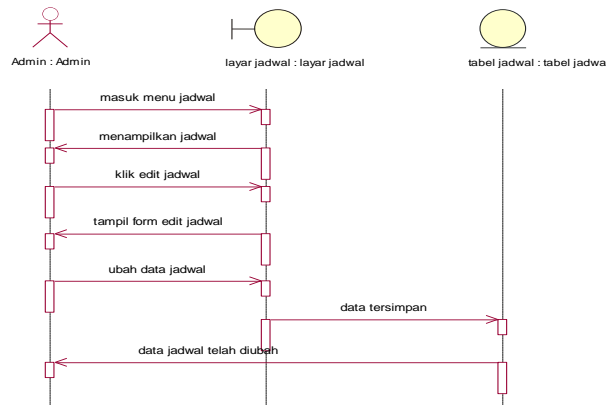 Admin : Admin
layar jadwal : layar jadwal
tabel jadwal : tabel jadwa
masuk menu jadwal
menampilkan jadwal
klik edit jadwal
tampil form edit jadwal
ubah data jadwal
data tersimpan
data jadwal telah diubah